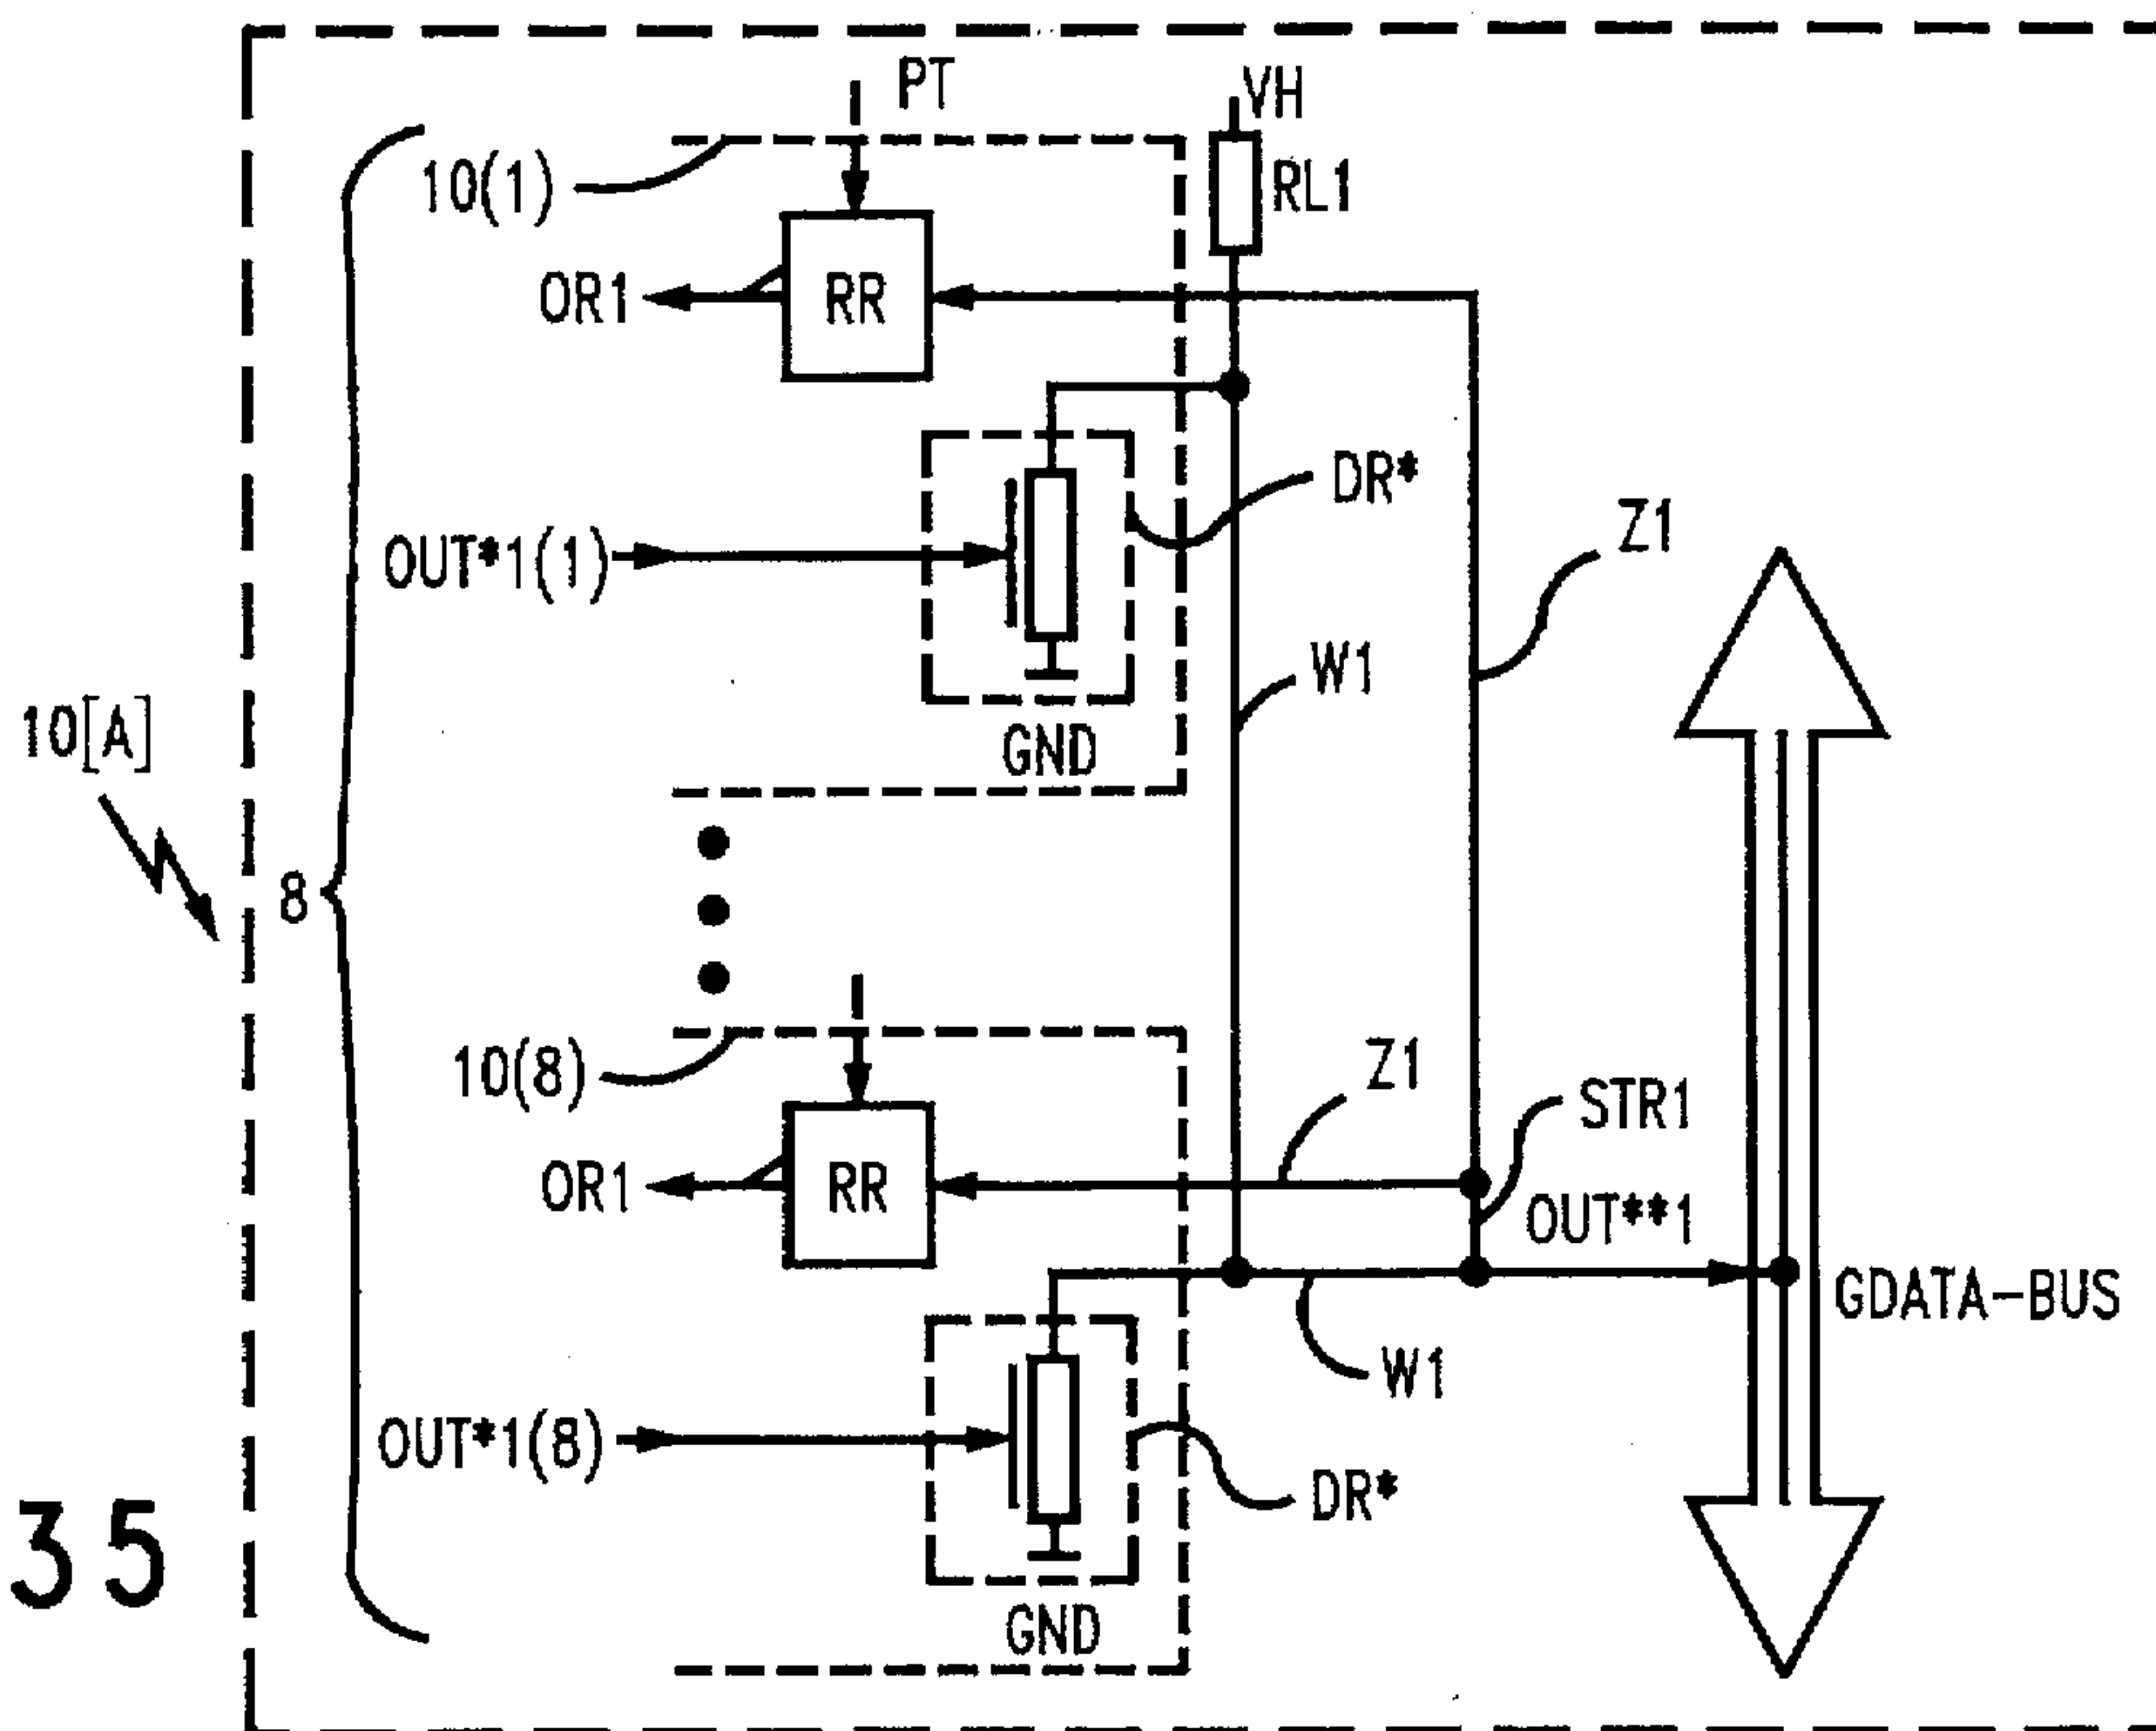 PT
VH
10(1)
RL1
OR1
RR
DR*
Z1
OUT*1(1)
W1
10[A]
GND
8
10(8)
Z1
STR1
OR1
RR
OUT**1
GDATA-BUS
W1
OUT*1(8)
DR*
35
GND